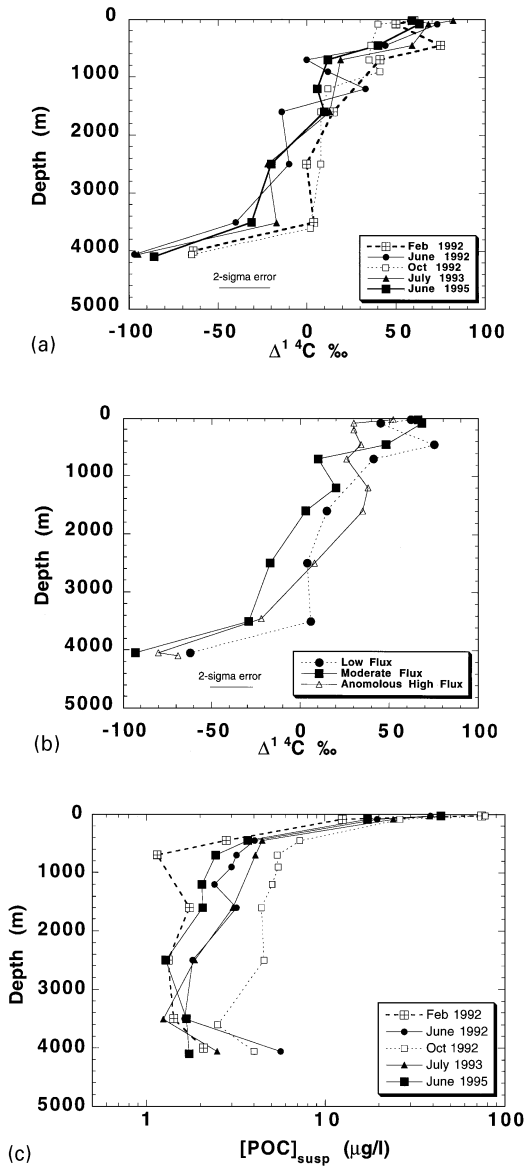 0
1000
2000
3000
4000
5000
Depth (m)
2-sigma error
Feb 1992
June 1992
Oct 1992
July 1993
June 1995
-100 -50 0 50 100
Δ¹⁴C ‰
(a)
0
1000
2000
3000
4000
5000
Depth (m)
2-sigma error
Low Flux
Moderate Flux
Anomolous High Flux
-100 -50 0 50 100
Δ¹⁴C ‰
(b)
0
1000
2000
3000
4000
5000
Depth (m)
Feb 1992
June 1992
Oct 1992
July 1993
June 1995
1 10 100
[POC]susp (µg/l)
(c)